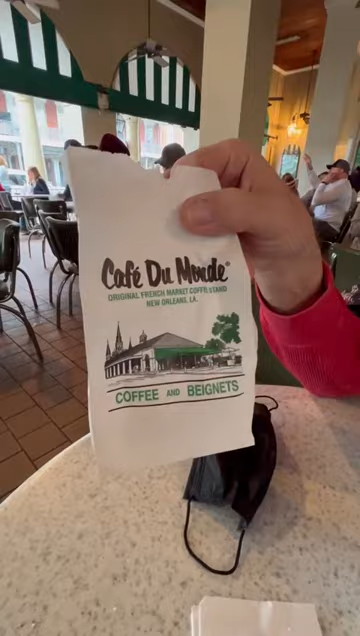 Café Du Monde®
ORIGINAL FRENCH MARKET COFFEE STAND
NEW ORLEANS, LA.
COFFEE AND BEIGNETS